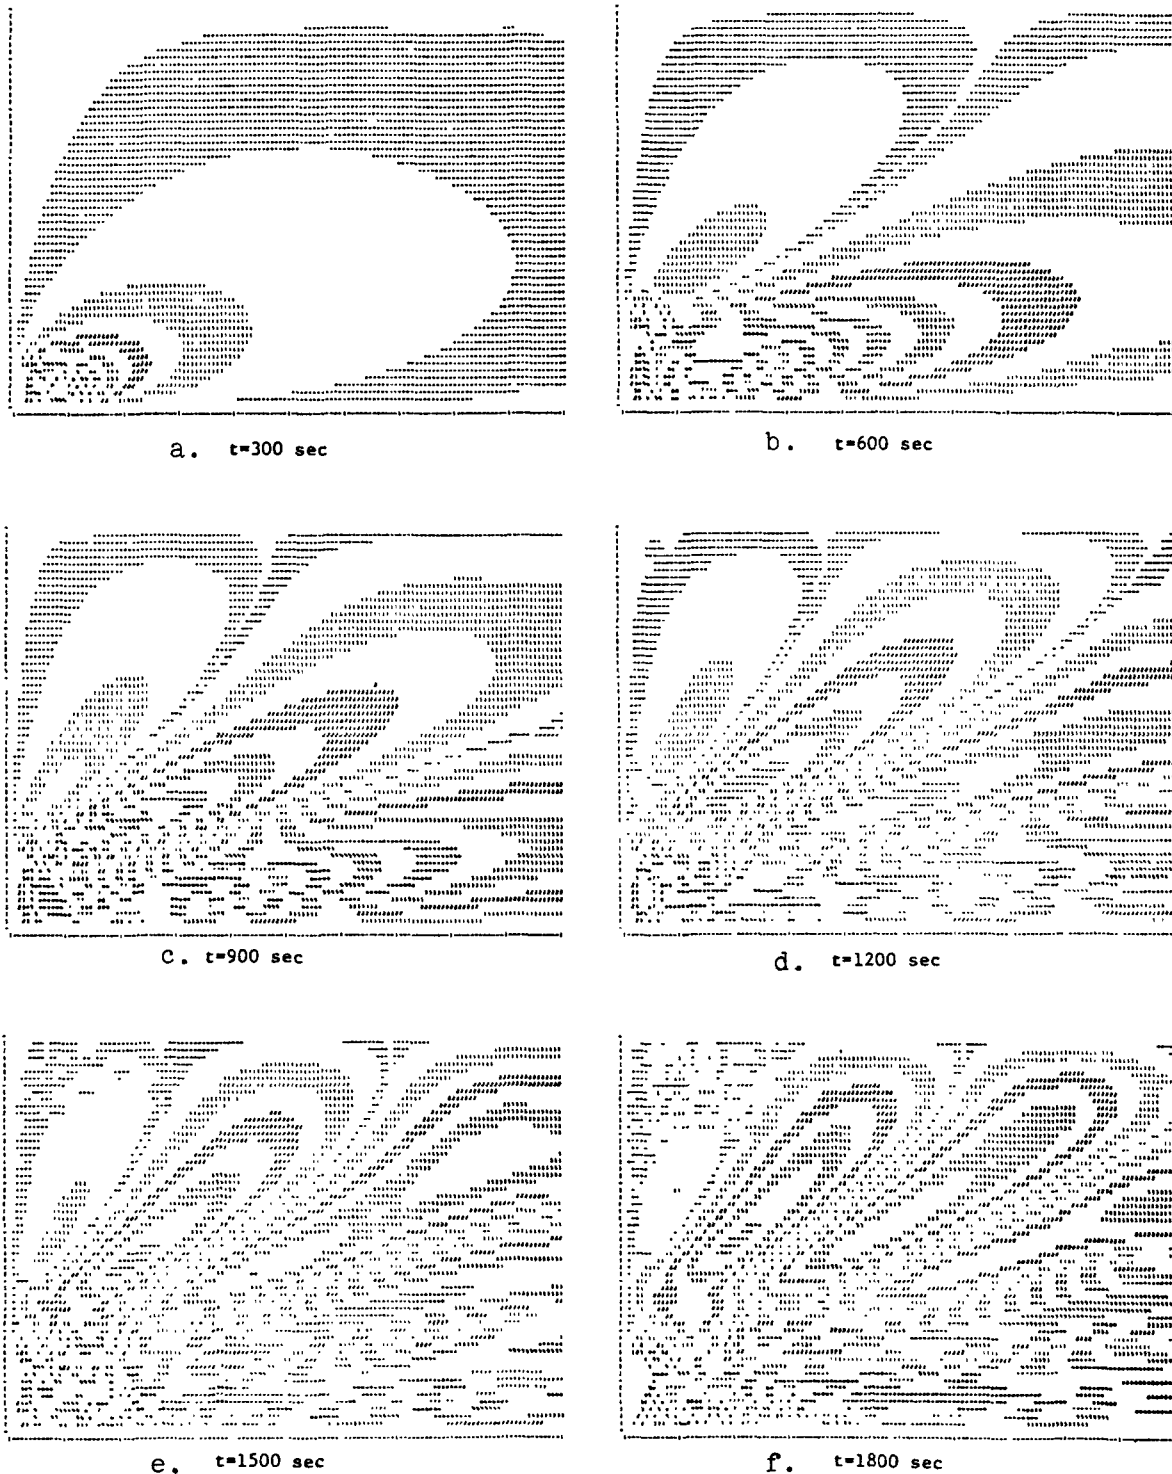 a. t=300 sec
b. t=600 sec
c. t=900 sec
d. t=1200 sec
e. t=1500 sec
f. t=1800 sec